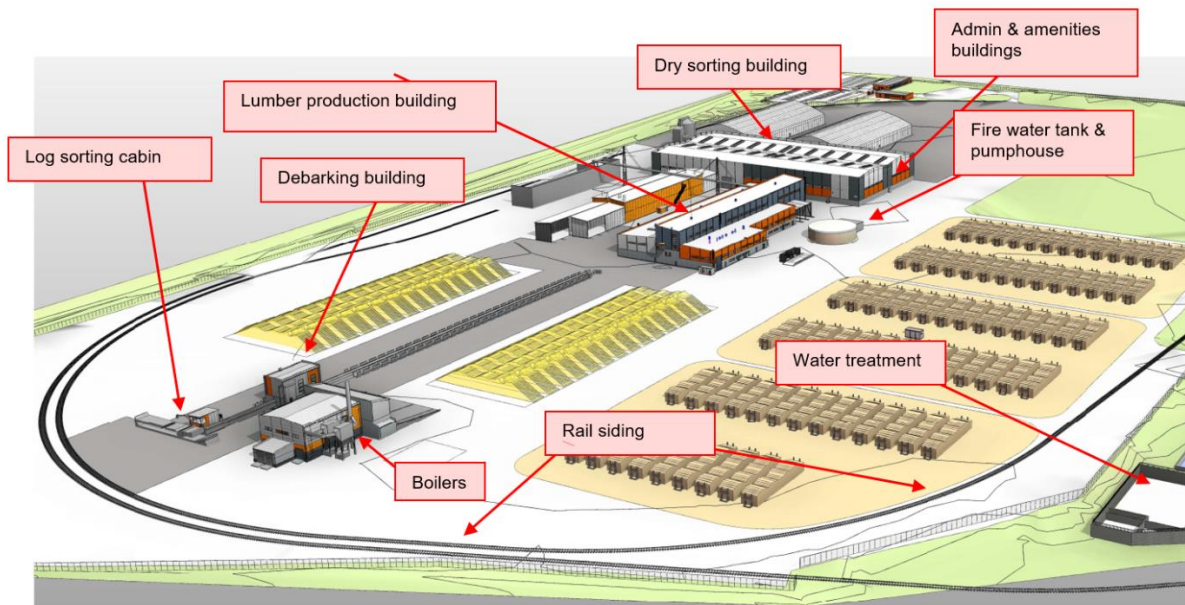 Admin & amenities
buildings
Dry sorting building
Lumber production building
Fire water tank &
pumphouse
Log sorting cabin
Debarking building
Water treatment
Rail siding
Boilers